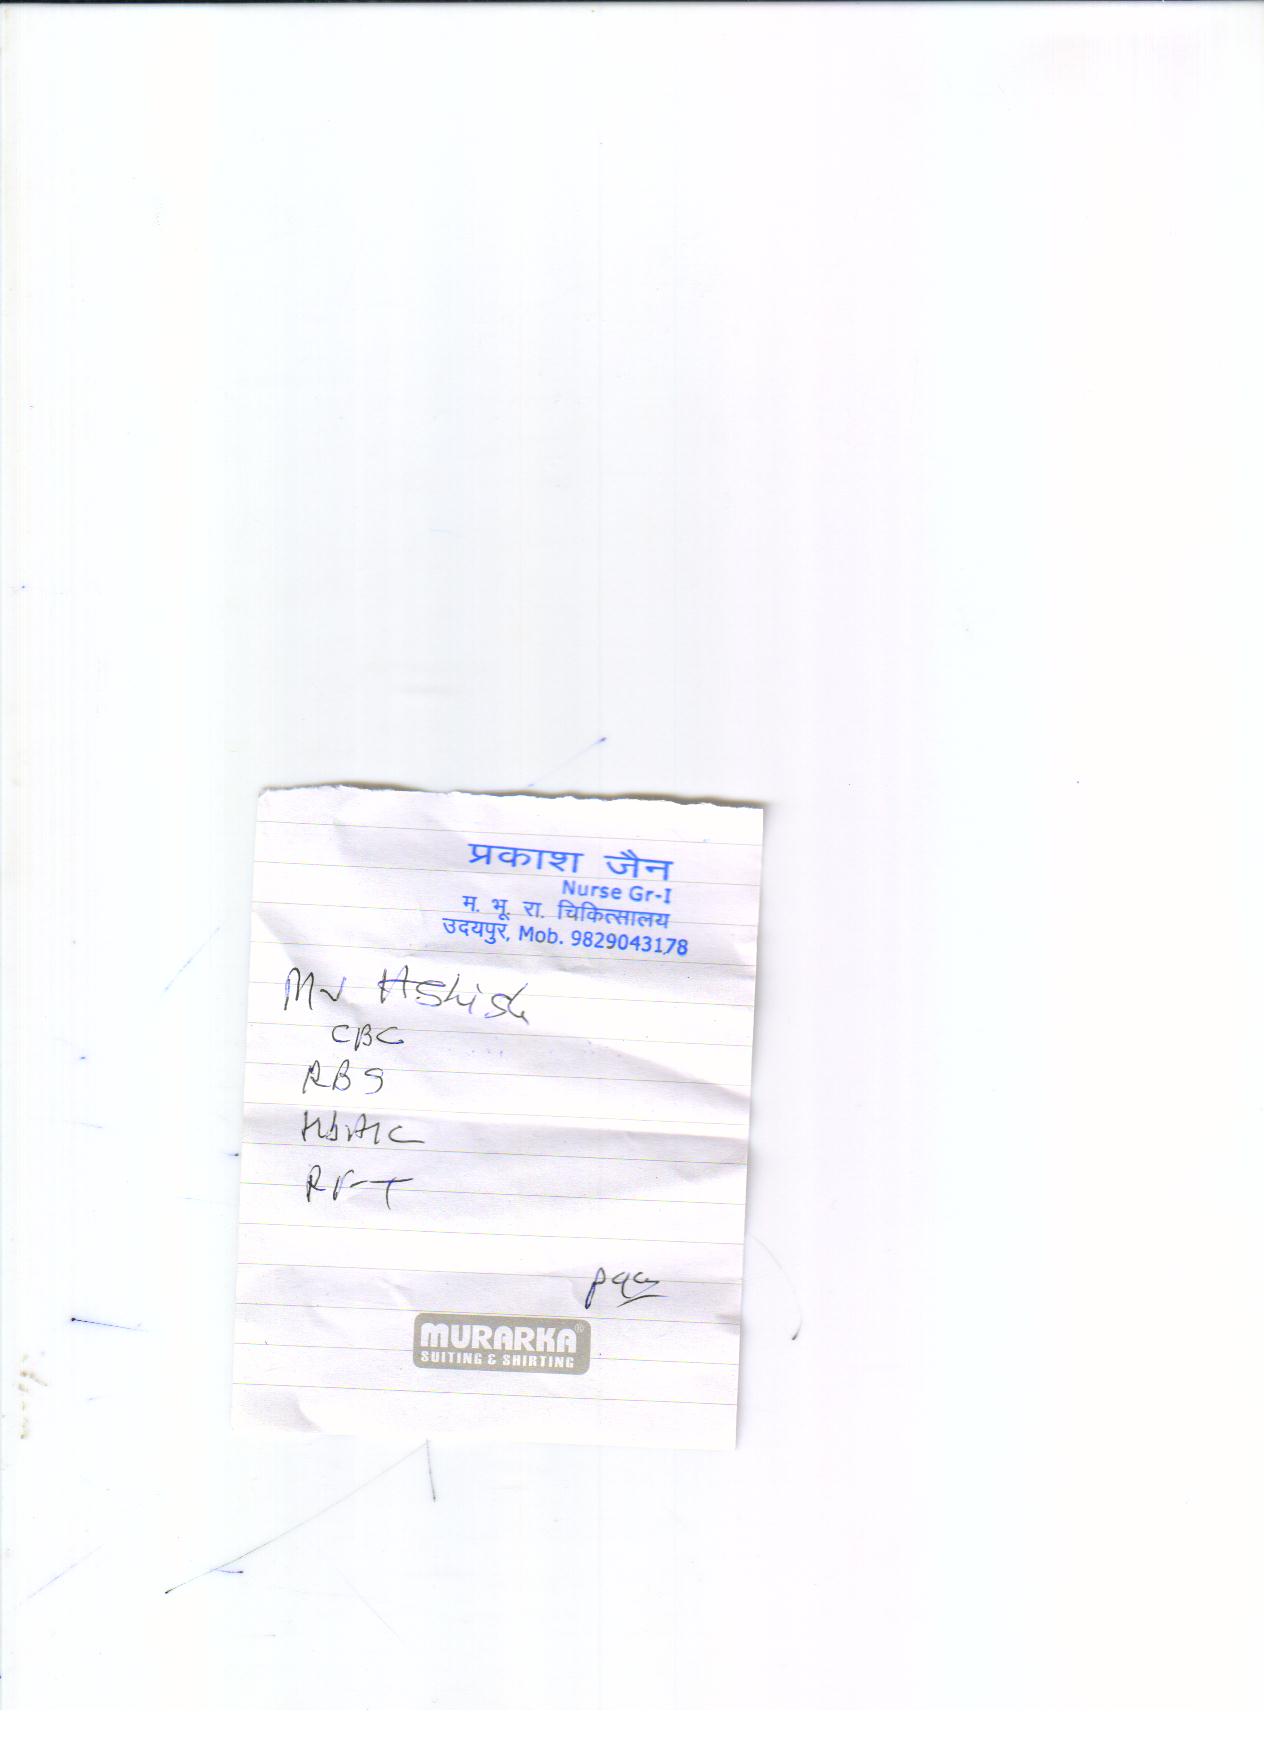 प्रकाश जैन
Nurse Gr-I
म. भू. रा. चिकित्सालय
उदयपुर, Mob. 9829043178
Mr Ashish
CBC
RBS
HbA1C
RFT
MURARKA®
SUITING & SHIRTING